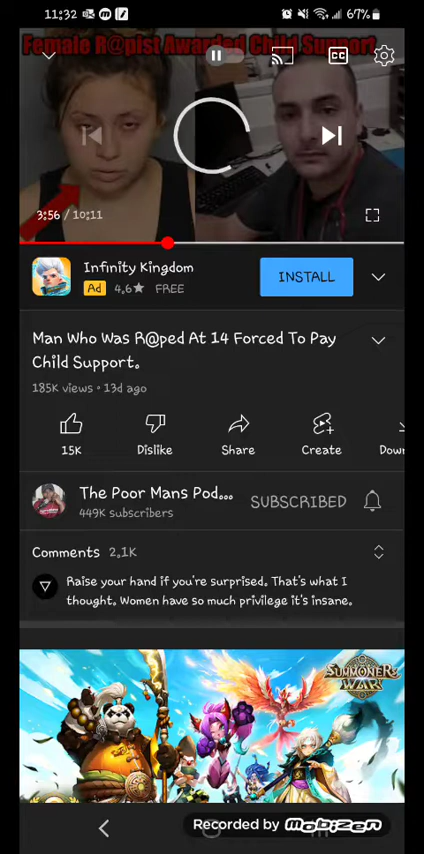 11:32
67%
Female R@pist Awarded Child Support
CC
3:56 / 10:11
Infinity Kingdom
Ad 4,6★ FREE
INSTALL
Man Who Was R@ped At 14 Forced To Pay
Child Support.
185K views • 13d ago
15K
Dislike
Share
Create
Down
The Poor Mans Pod...
449K subscribers
SUBSCRIBED
Comments 2,1K
Raise your hand if you're surprised. That's what I
thought. Women have so much privilege it's insane.
SUMMONERS
WAR
Recorded by mobizen